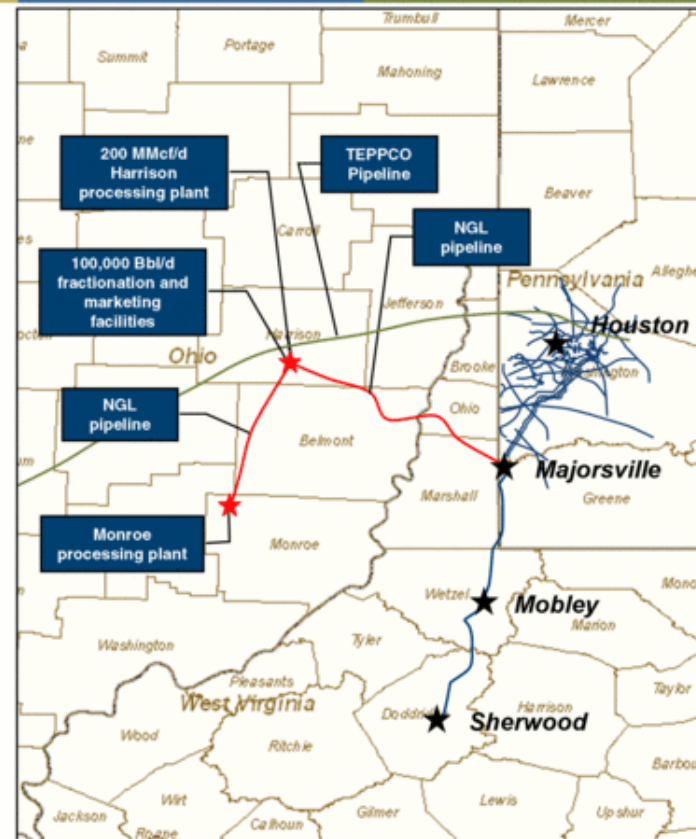 Trumbull
Mercer
Portage
Summit
Mahoning
Lawrence
200 MMcf/d
Harrison
processing plant
TEPPCO
Pipeline
Beaver
Carroll
NGL
pipeline
100,000 Bbl/d
fractionation and
marketing
facilities
Pennsylvania
Jefferson
Harrison
Houston
Ohio
Brooke
NGL
pipeline
Ohio
Belmont
Majorsville
Marshall
Greene
Monroe
processing plant
Monroe
Wetzel
Mobley
Marion
Washington
Tyler
Pleasants
West Virginia
Doddri
Harrison
Taylor
Sherwood
Wood
Ritchie
Wirt
Lewis
Jackson
Gilmer
Upshur
Roane
Calhoun